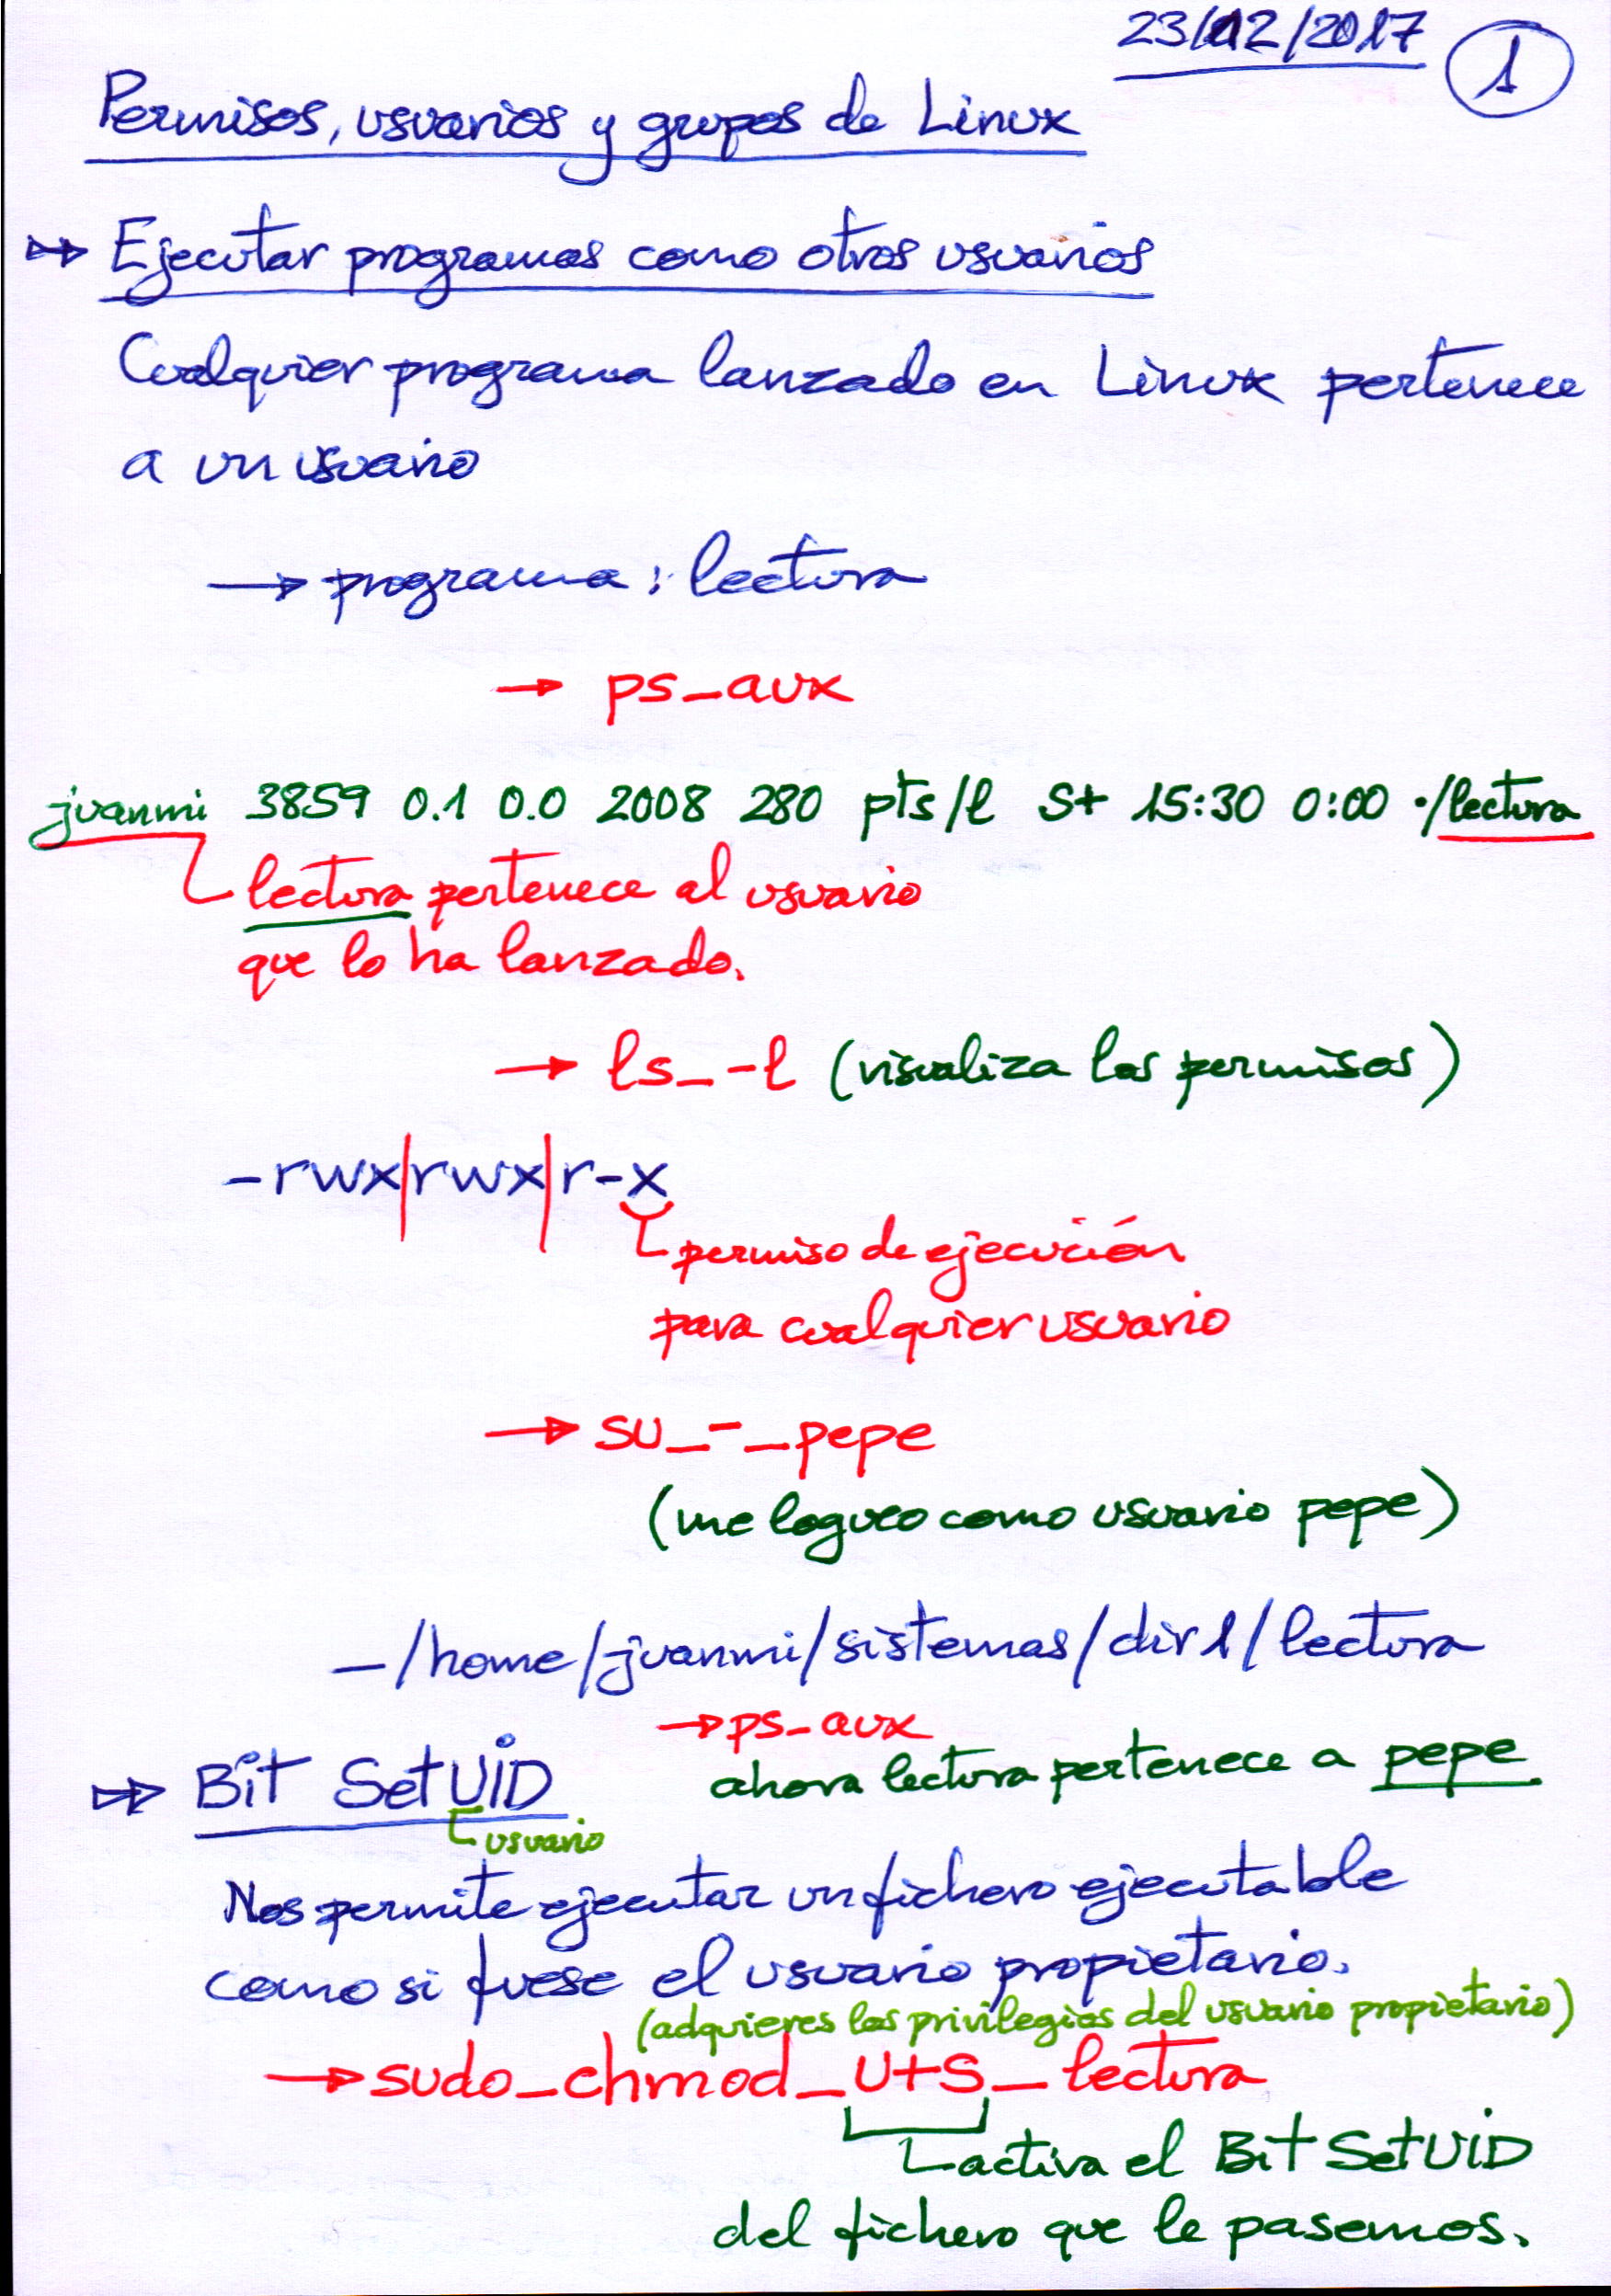 23/12/2017
1
Permisos, usuarios y grupos de Linux
Ejecutar programas como otros usuarios
Cualquier programa lanzado en Linux pertenece
a un usuario
→ programa: lectura
→ ps_aux
juanmi 3859 0.1 0.0 2008 280 pts/1 S+ 15:30 0:00 ./lectura
lectura pertenece al usuario
que lo ha lanzado.
→ ls_-l (visualiza los permisos)
-rwx|rwx|r-x
permiso de ejecución
para cualquier usuario
→ su_-_pepe
(me logueo como usuario pepe)
-/home/juanmi/sistemas/dir1/lectura
→ ps_aux
ahora lectura pertenece a pepe
Bit SetUID
usuario
Nos permite ejecutar un fichero ejecutable
como si fuese el usuario propietario.
(adquieres los privilegios del usuario propietario)
→ sudo_chmod_u+s_lectura
activa el Bit SetUID
del fichero que le pasemos.